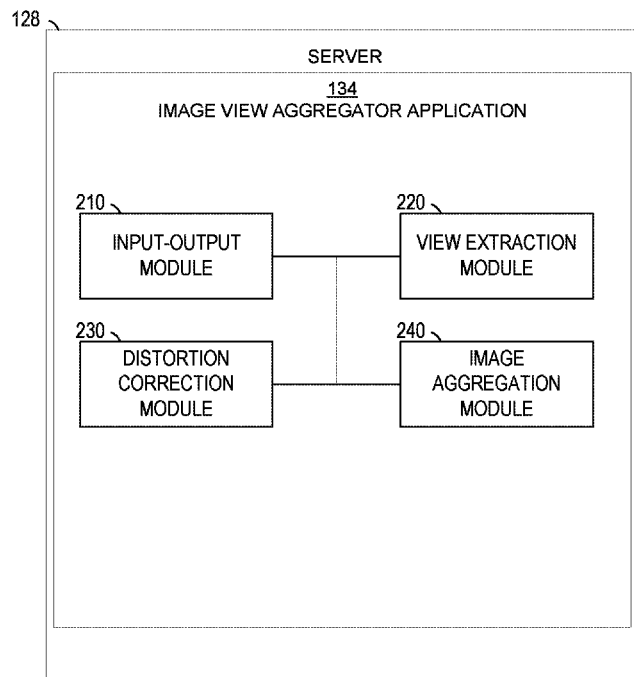 128
SERVER
134
IMAGE VIEW AGGREGATOR APPLICATION
210
INPUT-OUTPUT
MODULE
220
VIEW EXTRACTION
MODULE
230
DISTORTION
CORRECTION
MODULE
240
IMAGE
AGGREGATION
MODULE